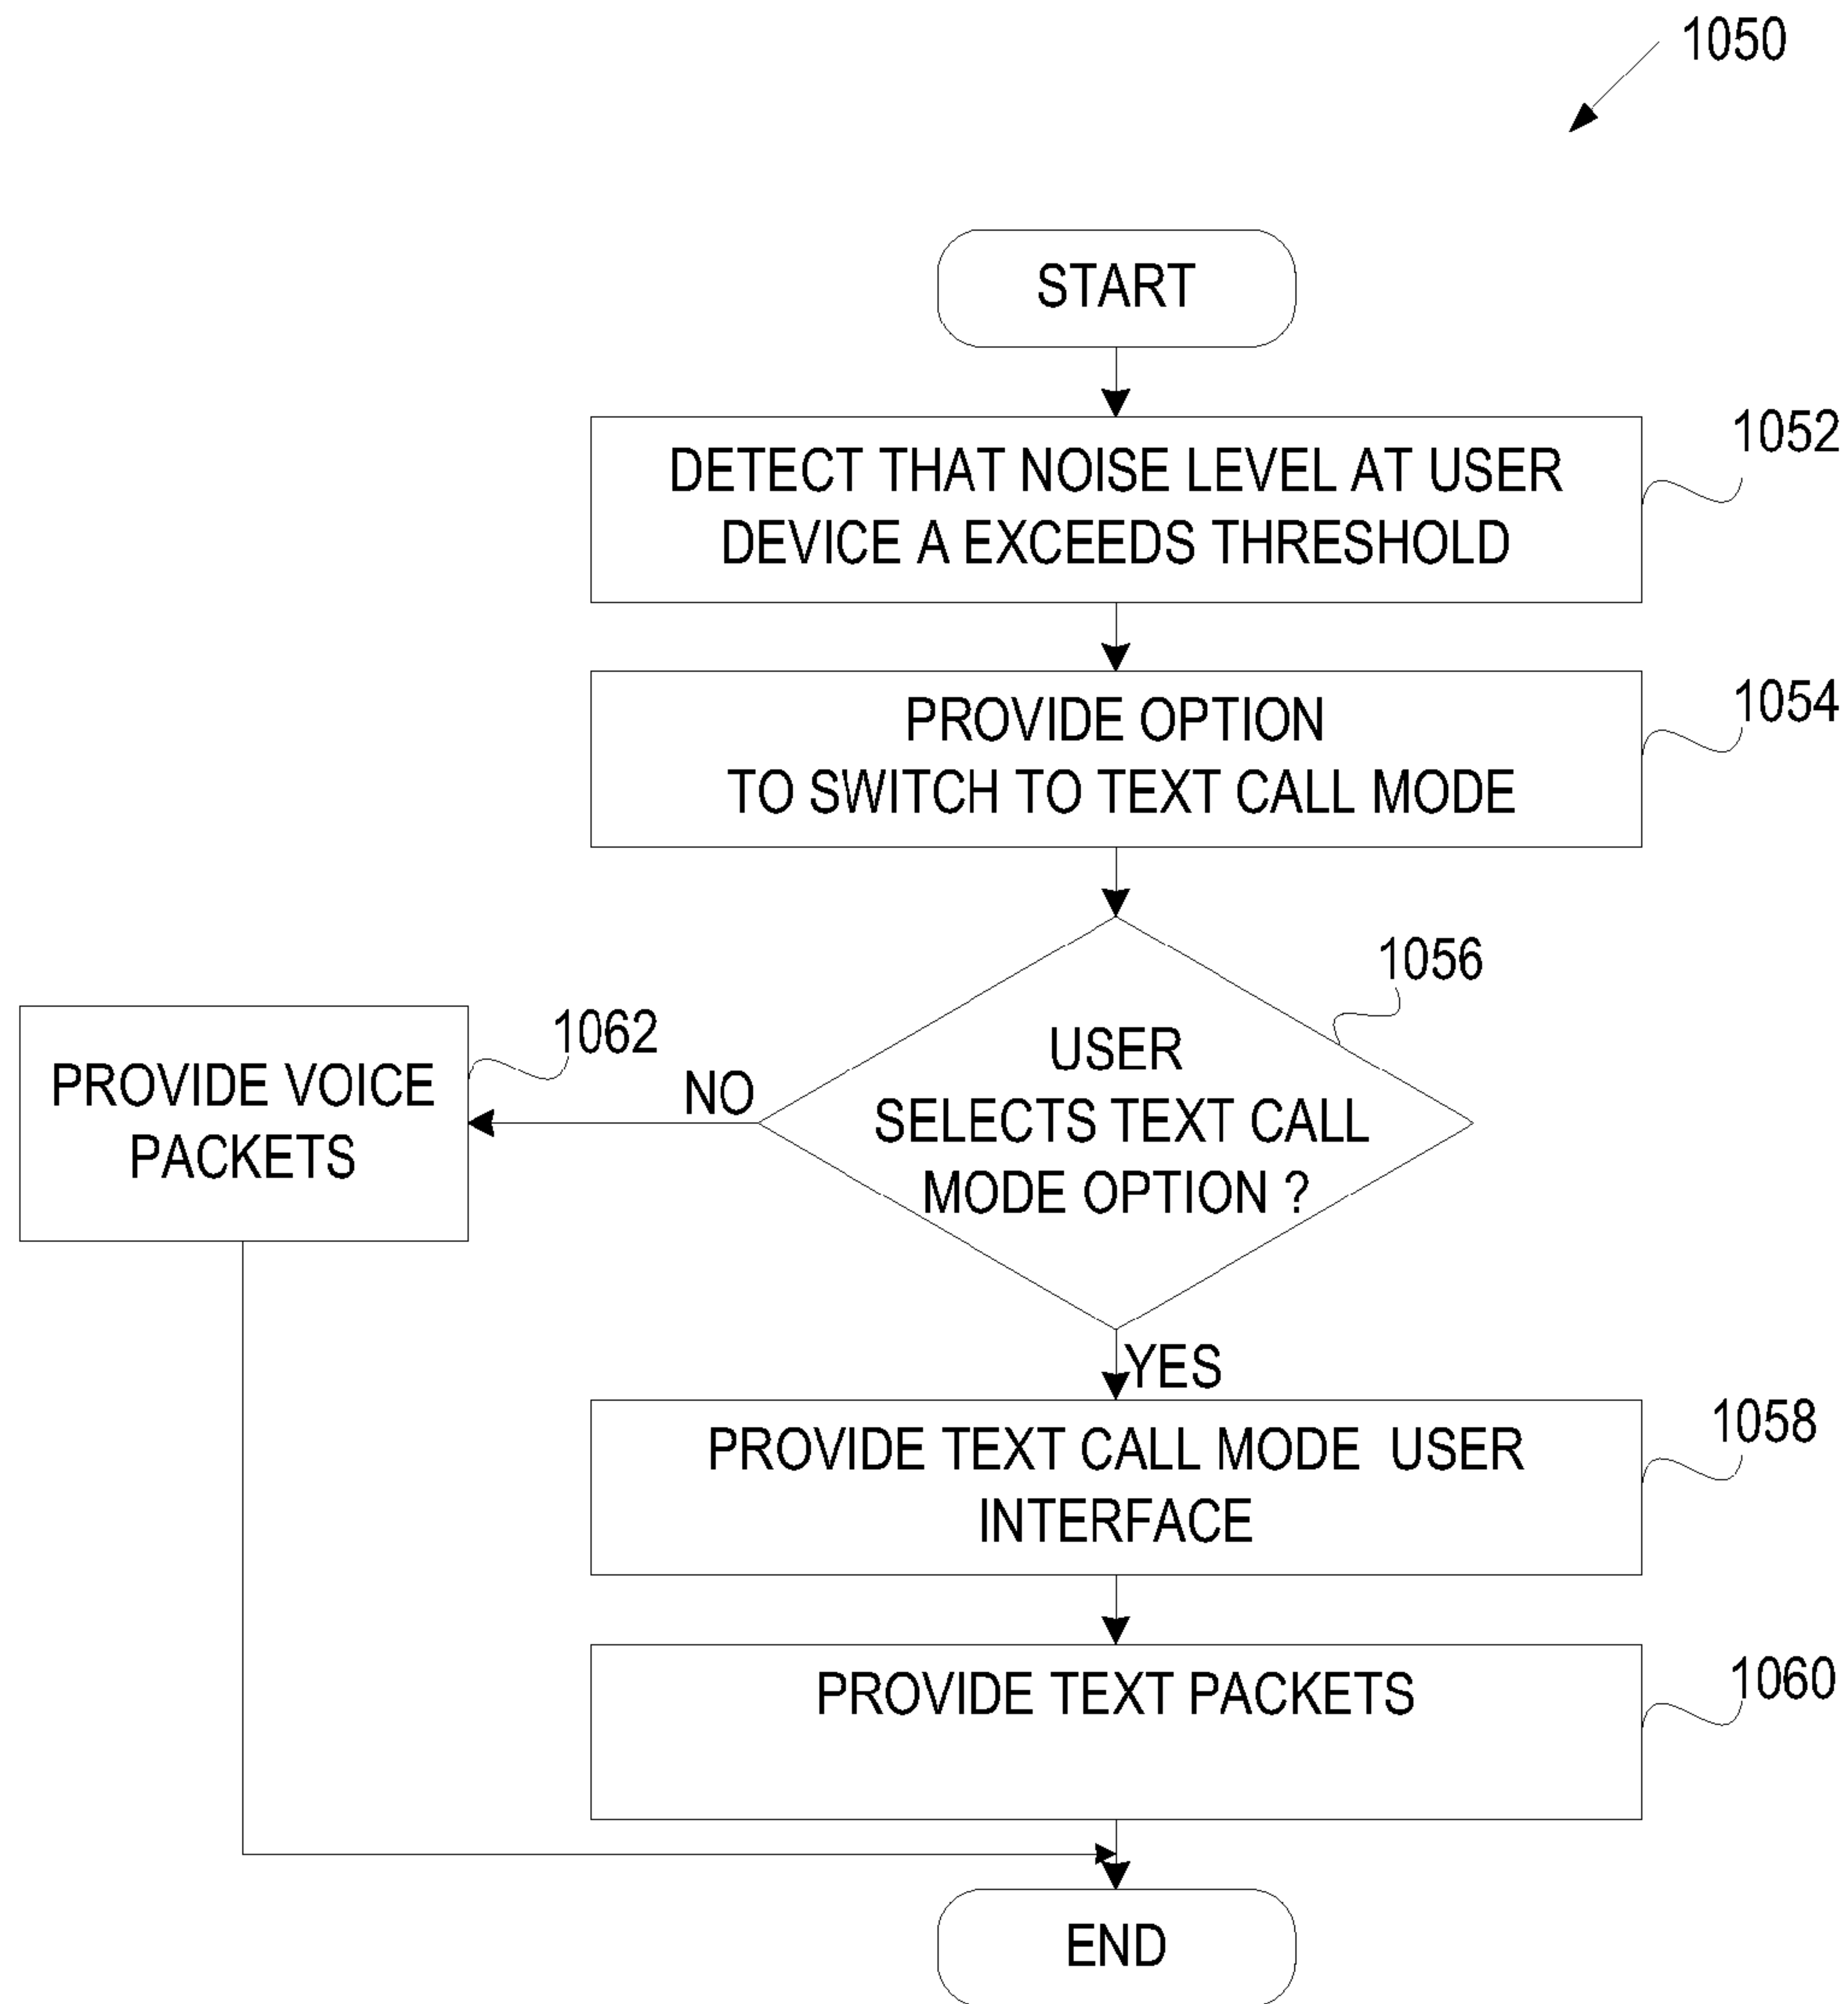 1050
START
DETECT THAT NOISE LEVEL AT USER
DEVICE A EXCEEDS THRESHOLD
1052
PROVIDE OPTION
TO SWITCH TO TEXT CALL MODE
1054
USER
SELECTS TEXT CALL
MODE OPTION ?
1056
NO
PROVIDE VOICE
PACKETS
1062
YES
PROVIDE TEXT CALL MODE USER
INTERFACE
1058
PROVIDE TEXT PACKETS
1060
END